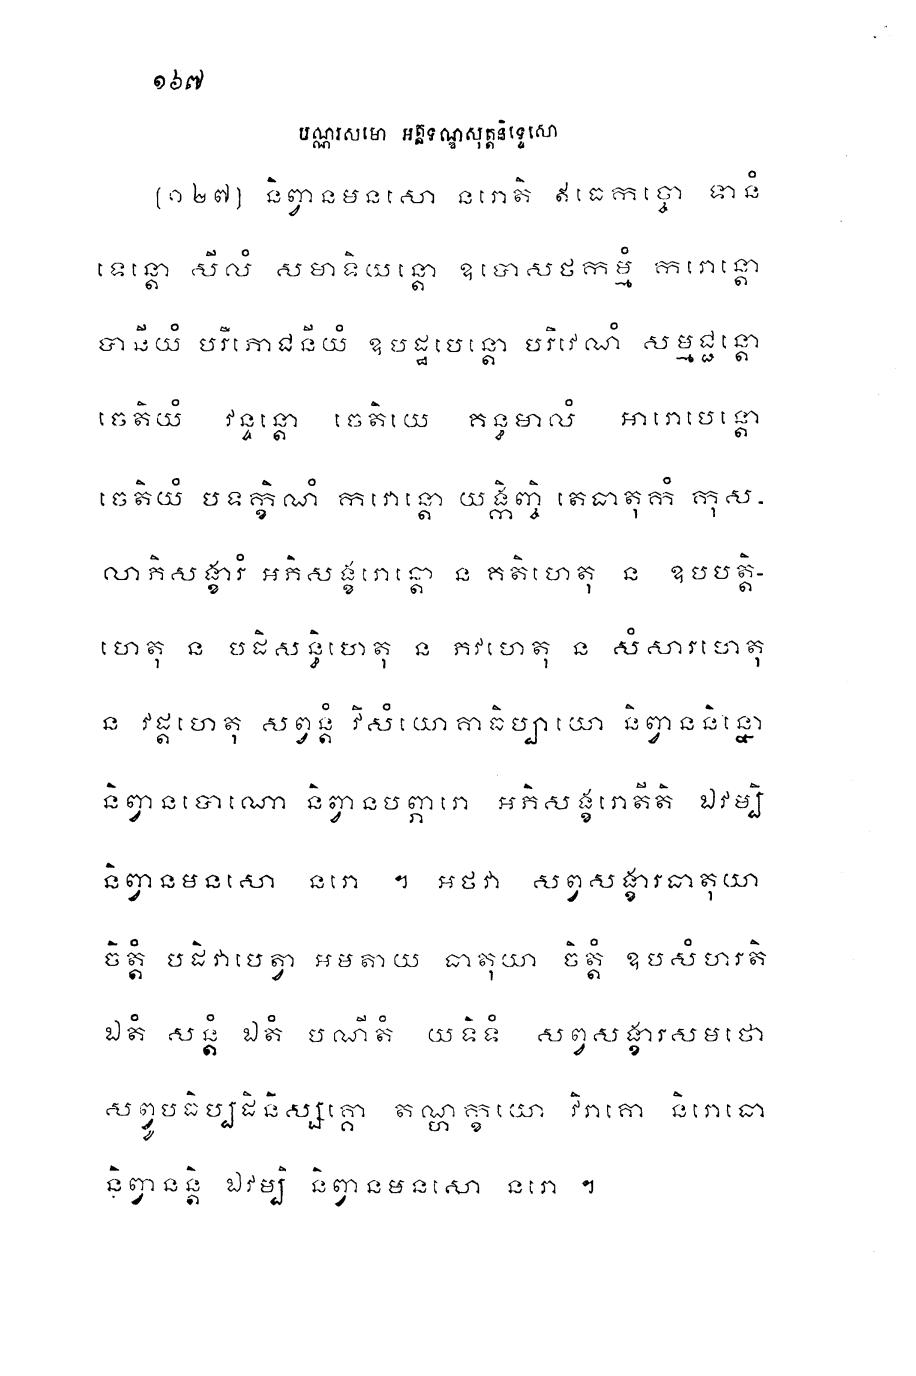 ១៦៧
បណ្ណរសមោ អត្តទណ្ឌសុត្តនិទ្ទេសោ
(១២៧) និព្វានមនសោ នរោតិ ឥធេកច្ចោ ទានំ
ទេន្តោ សីលំ សមាទិយន្តោ ឧបោសថកម្មំ ករោន្តោ
បានីយំ បរិភោជនីយំ ឧបដ្ឋបេន្តោ បរិវេណំ សម្មជ្ជន្តោ
ចេតិយំ វន្ទន្តោ ចេតិយេ គន្ធមាលំ អារោបេន្តោ
ចេតិយំ បទក្ខិណំ ករោន្តោ យង្កិញ្ចិ តេធាតុកំ កុស-
លាភិសង្ខារំ អភិសង្ខរោន្តោ ន គតិហេតុ ន ឧបបត្តិ-
ហេតុ ន បដិសន្ធិហេតុ ន ភវហេតុ ន សំសារហេតុ
ន វដ្តហេតុ សព្វន្តំ វិសំយោគាធិប្បាយោ និព្វាននិន្នោ
និព្វានបោណោ និព្វានបព្ភារោ អភិសង្ខរោតីតិ ឯវម្បិ
និព្វានមនសោ នរោ ។ អថវា សព្វសង្ខារធាតុយា
ចិត្តំ បដិវាបេត្វា អមតាយ ធាតុយា ចិត្តំ ឧបសំហរតិ
ឯតំ សន្តំ ឯតំ បណីតំ យទិទំ សព្វសង្ខារសមថោ
សព្វូបធិប្បដិនិស្សគ្គោ តណ្ហក្ខយោ វិរាគោ និរោធោ
និព្វានន្តិ ឯវម្បិ និព្វានមនសោ នរោ ។